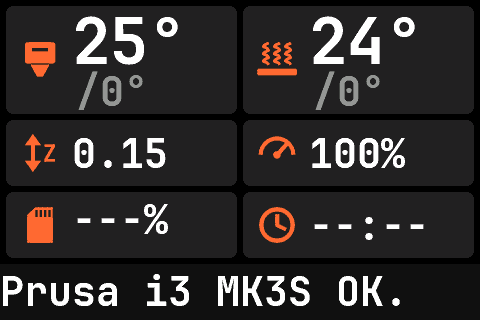 25° 24°
/0° /0°
Z 0.15 100%
---% --:--
Prusa i3 MK3S OK.